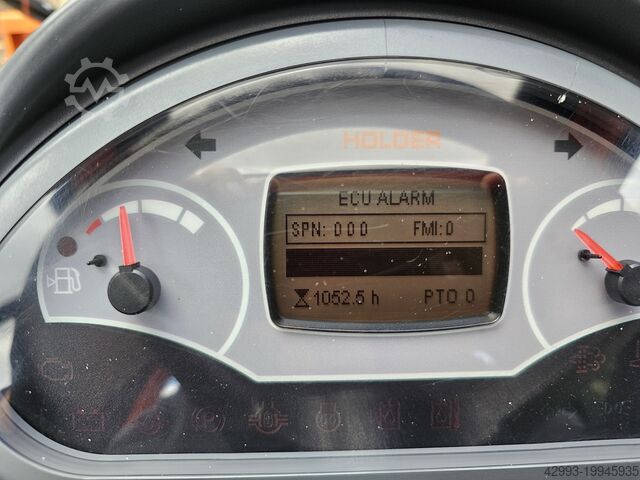 HOLDER
ECU ALARM
SPN: 0 0 0 FMI: 0
1052.5 h PTO 0
42993-19945935